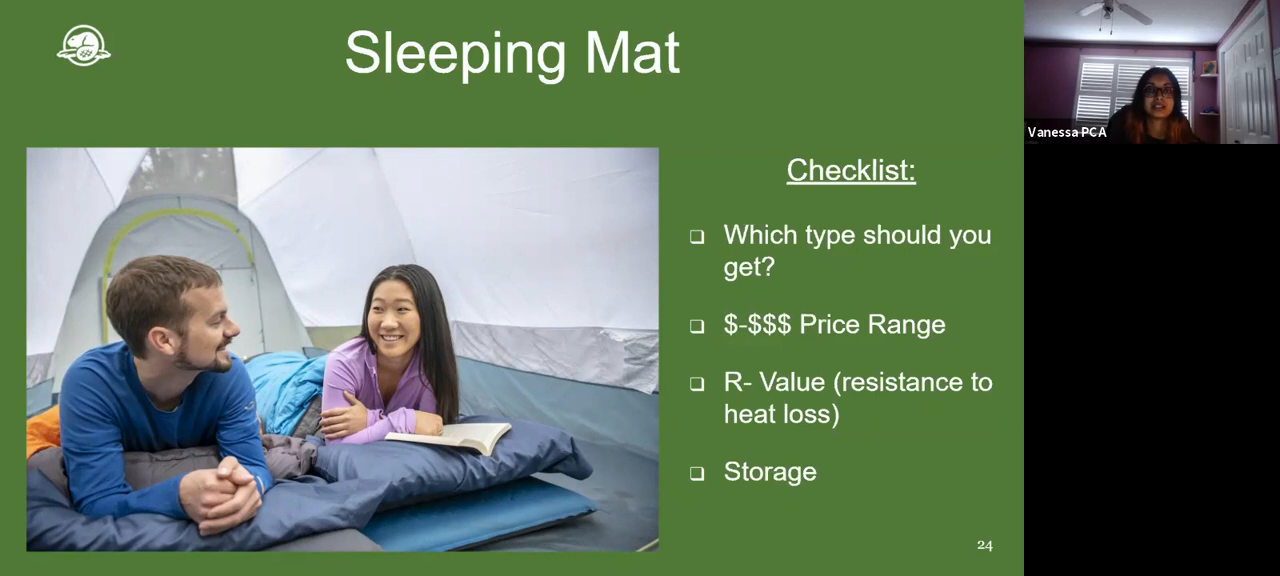 Sleeping Mat
Checklist:
❏ Which type should you
get?
❏ $-$$$ Price Range
❏ R- Value (resistance to
heat loss)
❏ Storage
24
Vanessa PCA